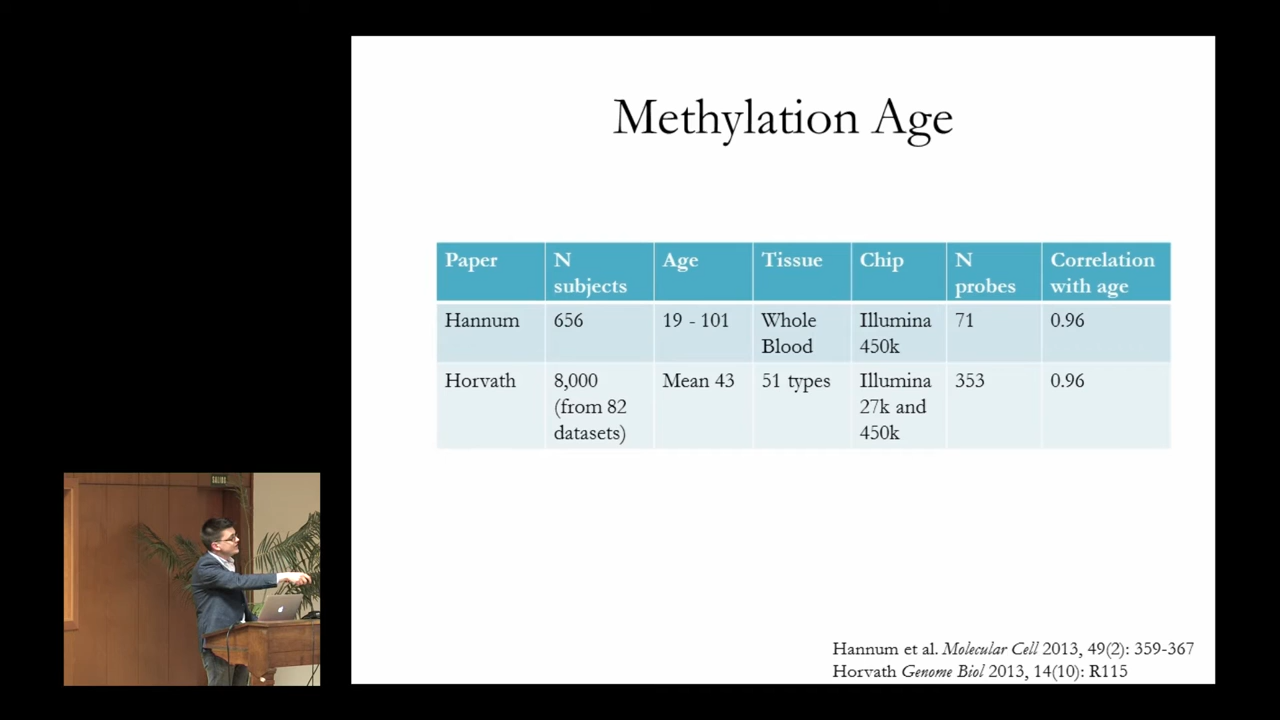 Methylation Age
Paper N subjects Age Tissue Chip N probes Correlation with age
Hannum 656 19 - 101 Whole Blood Illumina 450k 71 0.96
Horvath 8,000 (from 82 datasets) Mean 43 51 types Illumina 27k and 450k 353 0.96
Hannum et al. Molecular Cell 2013, 49(2): 359-367
Horvath Genome Biol 2013, 14(10): R115
SALIDA